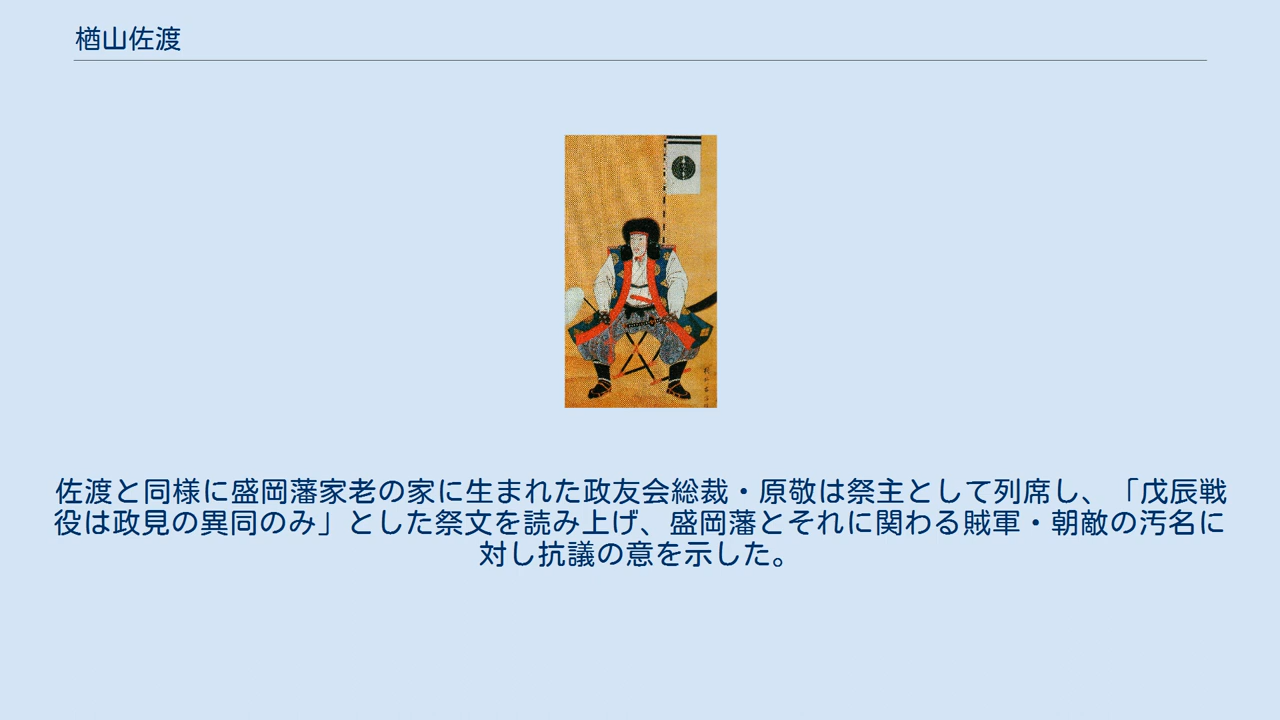 楢山佐渡
佐渡と同様に盛岡藩家老の家に生まれた政友会総裁・原敬は祭主として列席し、「戊辰戦
役は政見の異同のみ」とした祭文を読み上げ、盛岡藩とそれに関わる賊軍・朝敵の汚名に
対し抗議の意を示した。